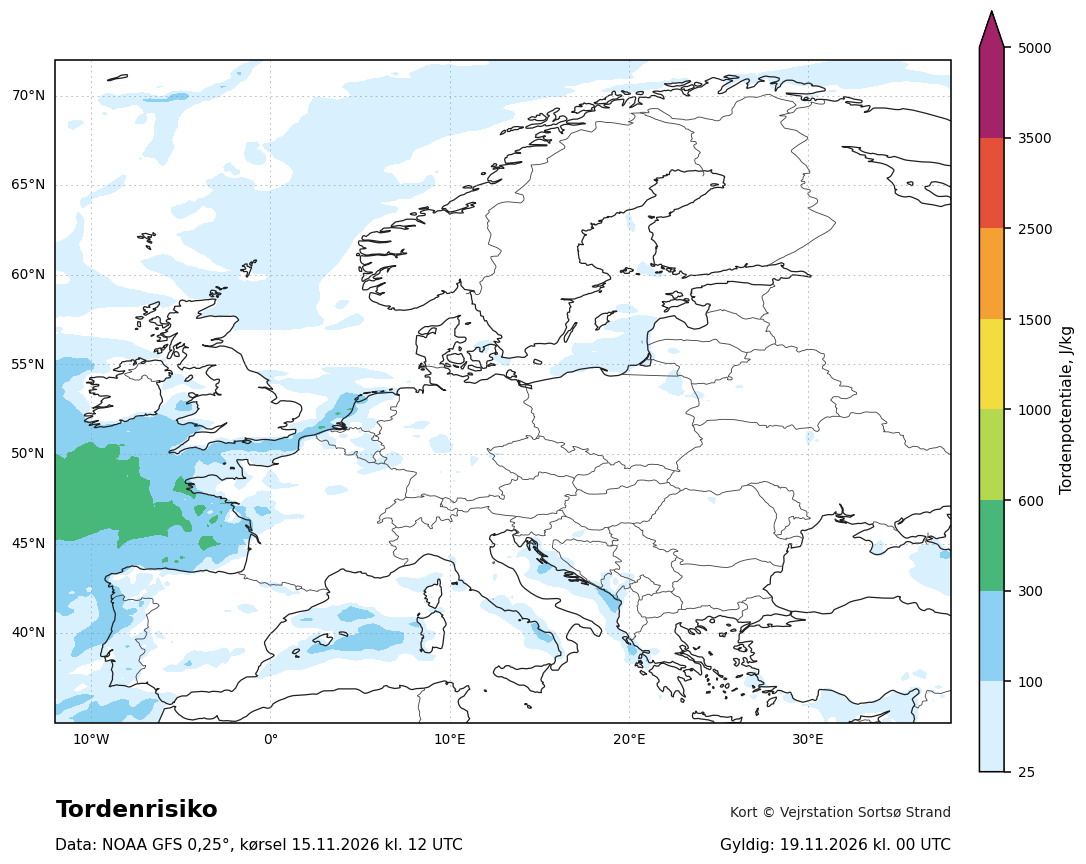 70°N
65°N
60°N
55°N
50°N
45°N
40°N
10°W
0°
10°E
20°E
30°E
5000
3500
2500
1500
1000
600
300
100
25
Tordenpotentiale, J/kg
Tordenrisiko
Kort © Vejrstation Sortsø Strand
Data: NOAA GFS 0,25°, kørsel 15.11.2026 kl. 12 UTC
Gyldig: 19.11.2026 kl. 00 UTC